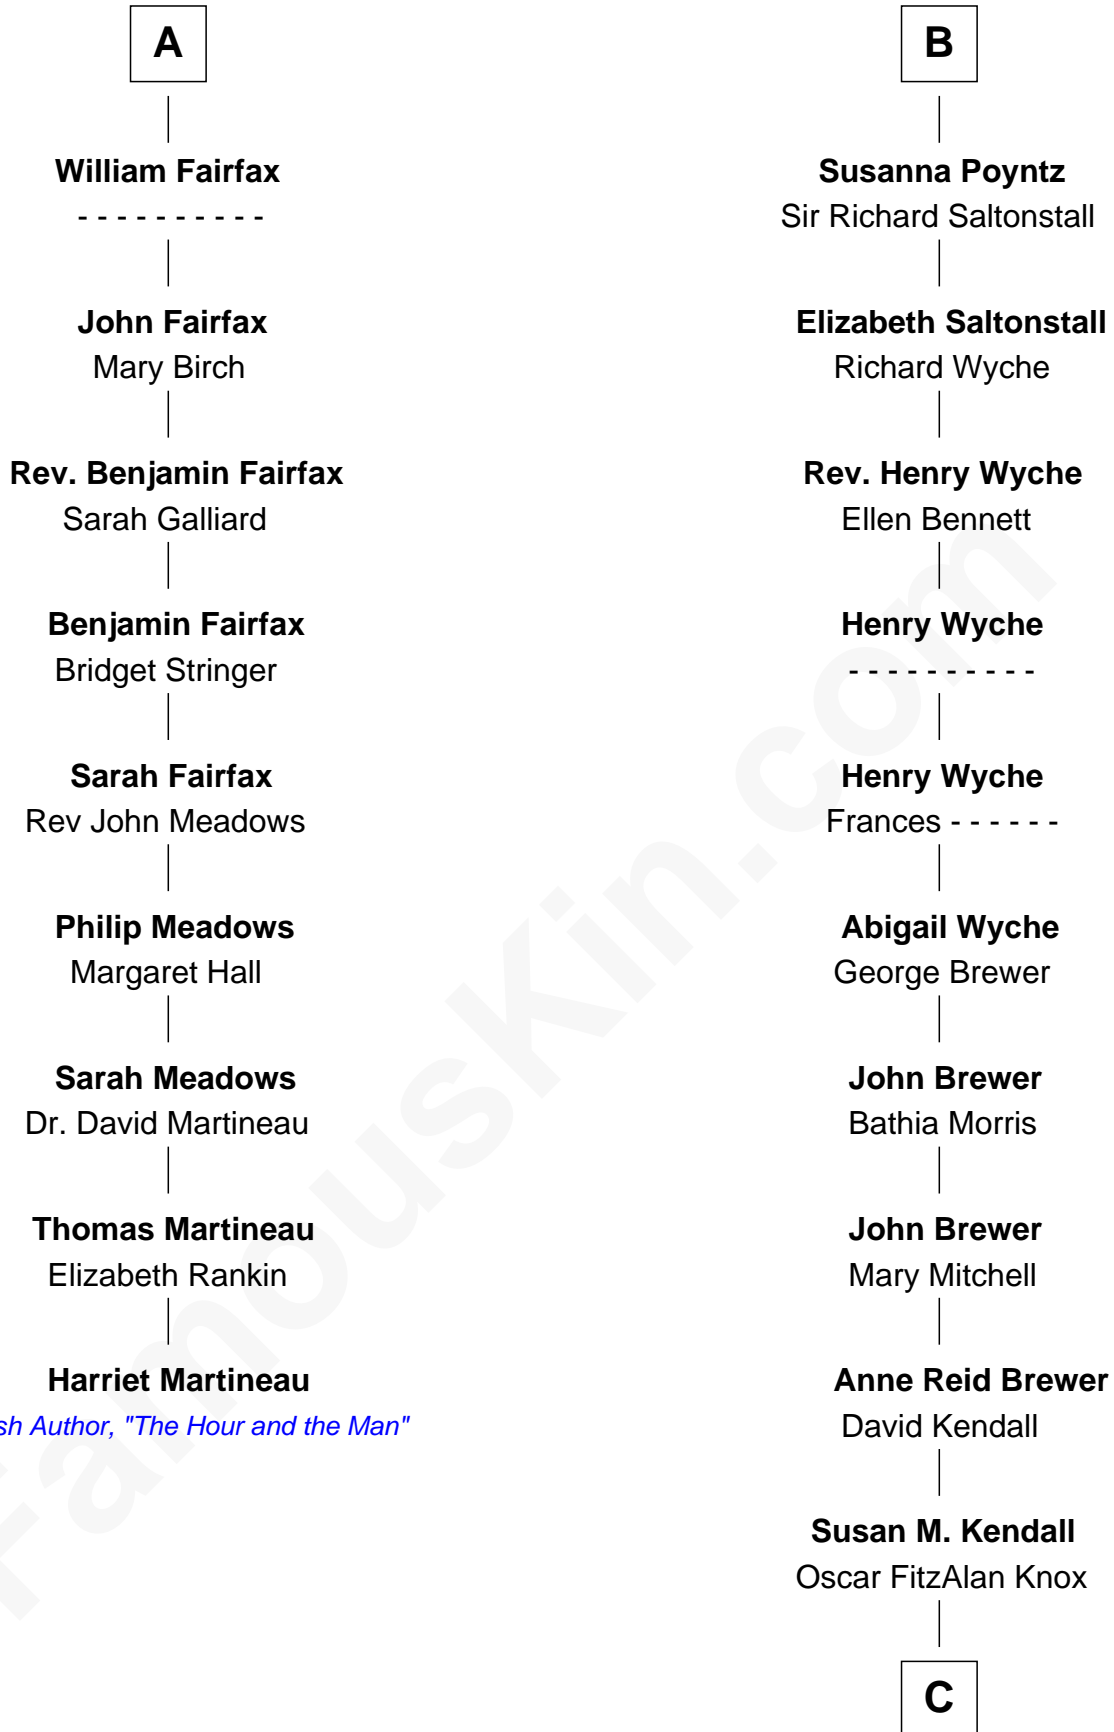 A
William Fairfax
- - - - - - - - - -
John Fairfax
Mary Birch
Rev. Benjamin Fairfax
Sarah Galliard
Benjamin Fairfax
Bridget Stringer
Sarah Fairfax
Rev John Meadows
Philip Meadows
Margaret Hall
Sarah Meadows
Dr. David Martineau
Thomas Martineau
Elizabeth Rankin
Harriet Martineau
Author, "The Hour and the Man"
B
Susanna Poyntz
Sir Richard Saltonstall
Elizabeth Saltonstall
Richard Wyche
Rev. Henry Wyche
Ellen Bennett
Henry Wyche
- - - - - - - - - -
Henry Wyche
Frances - - - - - -
Abigail Wyche
George Brewer
John Brewer
Bathia Morris
John Brewer
Mary Mitchell
Anne Reid Brewer
David Kendall
Susan M. Kendall
Oscar FitzAlan Knox
C
FamousKin.com